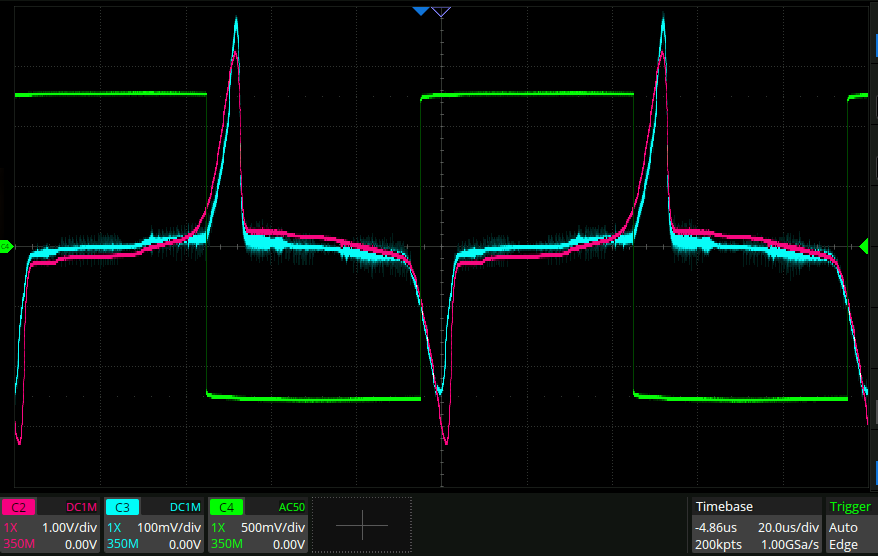 C4
C2 DC1M
1X 1.00V/div
350M 0.00V
C3 DC1M
1X 100mV/div
350M 0.00V
C4 AC50
1X 500mV/div
350M 0.00V
Timebase
-4.86us 20.0us/div
200kpts 1.00GSa/s
Trigger
Auto
Edge